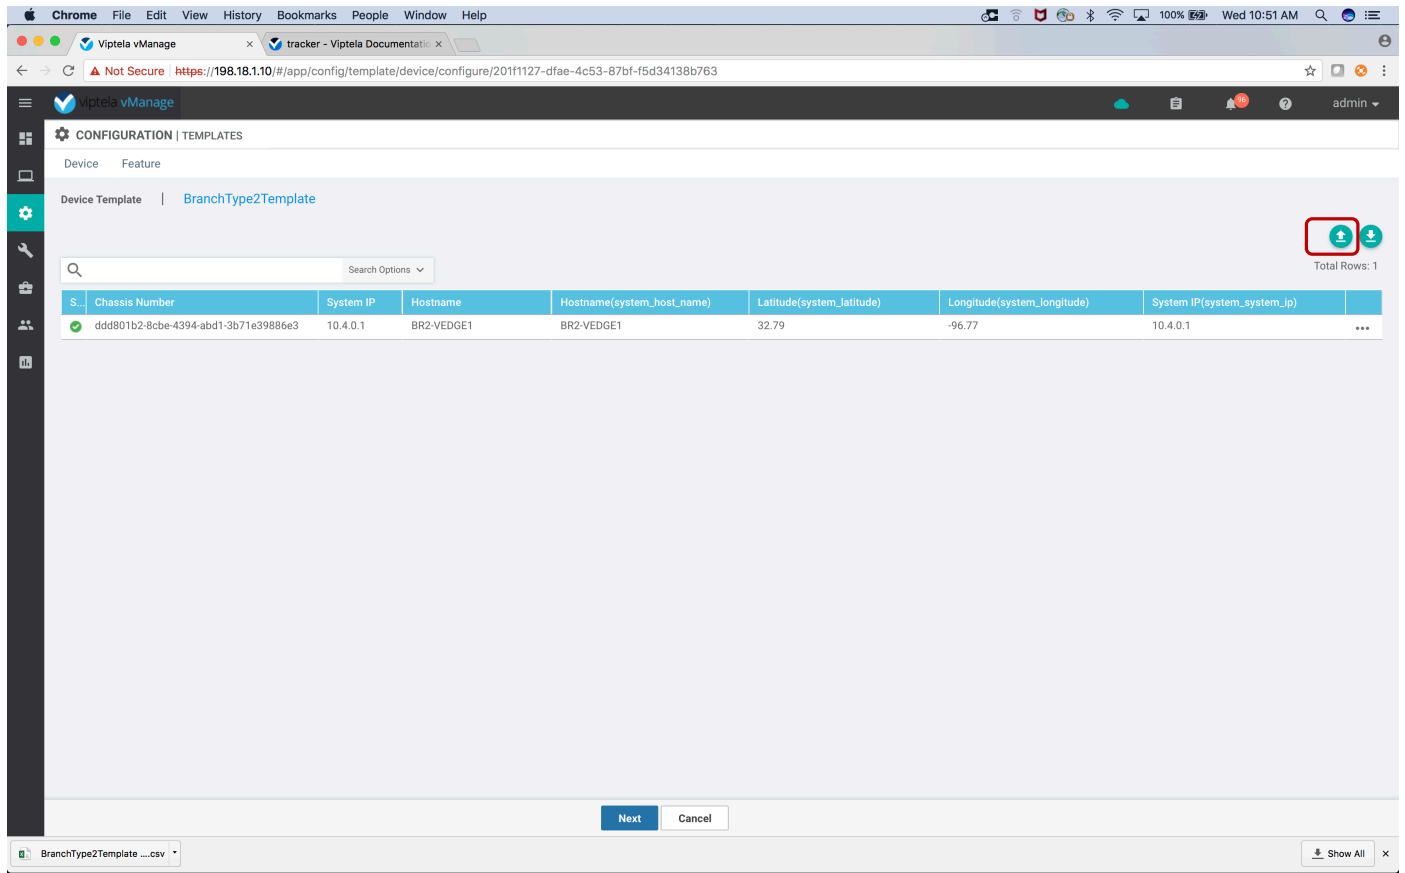 Chrome File Edit View History Bookmarks People Window Help 100% Wed 10:51 AM
Viptela vManage × tracker - Viptela Documentatic ×
Not Secure https://198.18.1.10/#/app/config/template/device/configure/201f1127-dfae-4c53-87bf-f5d34138b763
viptela vManage 96 admin
CONFIGURATION | TEMPLATES
Device Feature
Device Template | BranchType2Template
Search Options Total Rows: 1
S... Chassis Number System IP Hostname Hostname(system_host_name) Latitude(system_latitude) Longitude(system_longitude) System IP(system_system_ip)
ddd801b2-8cbe-4394-abd1-3b71e39886e3 10.4.0.1 BR2-VEDGE1 BR2-VEDGE1 32.79 -96.77 10.4.0.1 •••
Next Cancel
BranchType2Template ....csv Show All ×